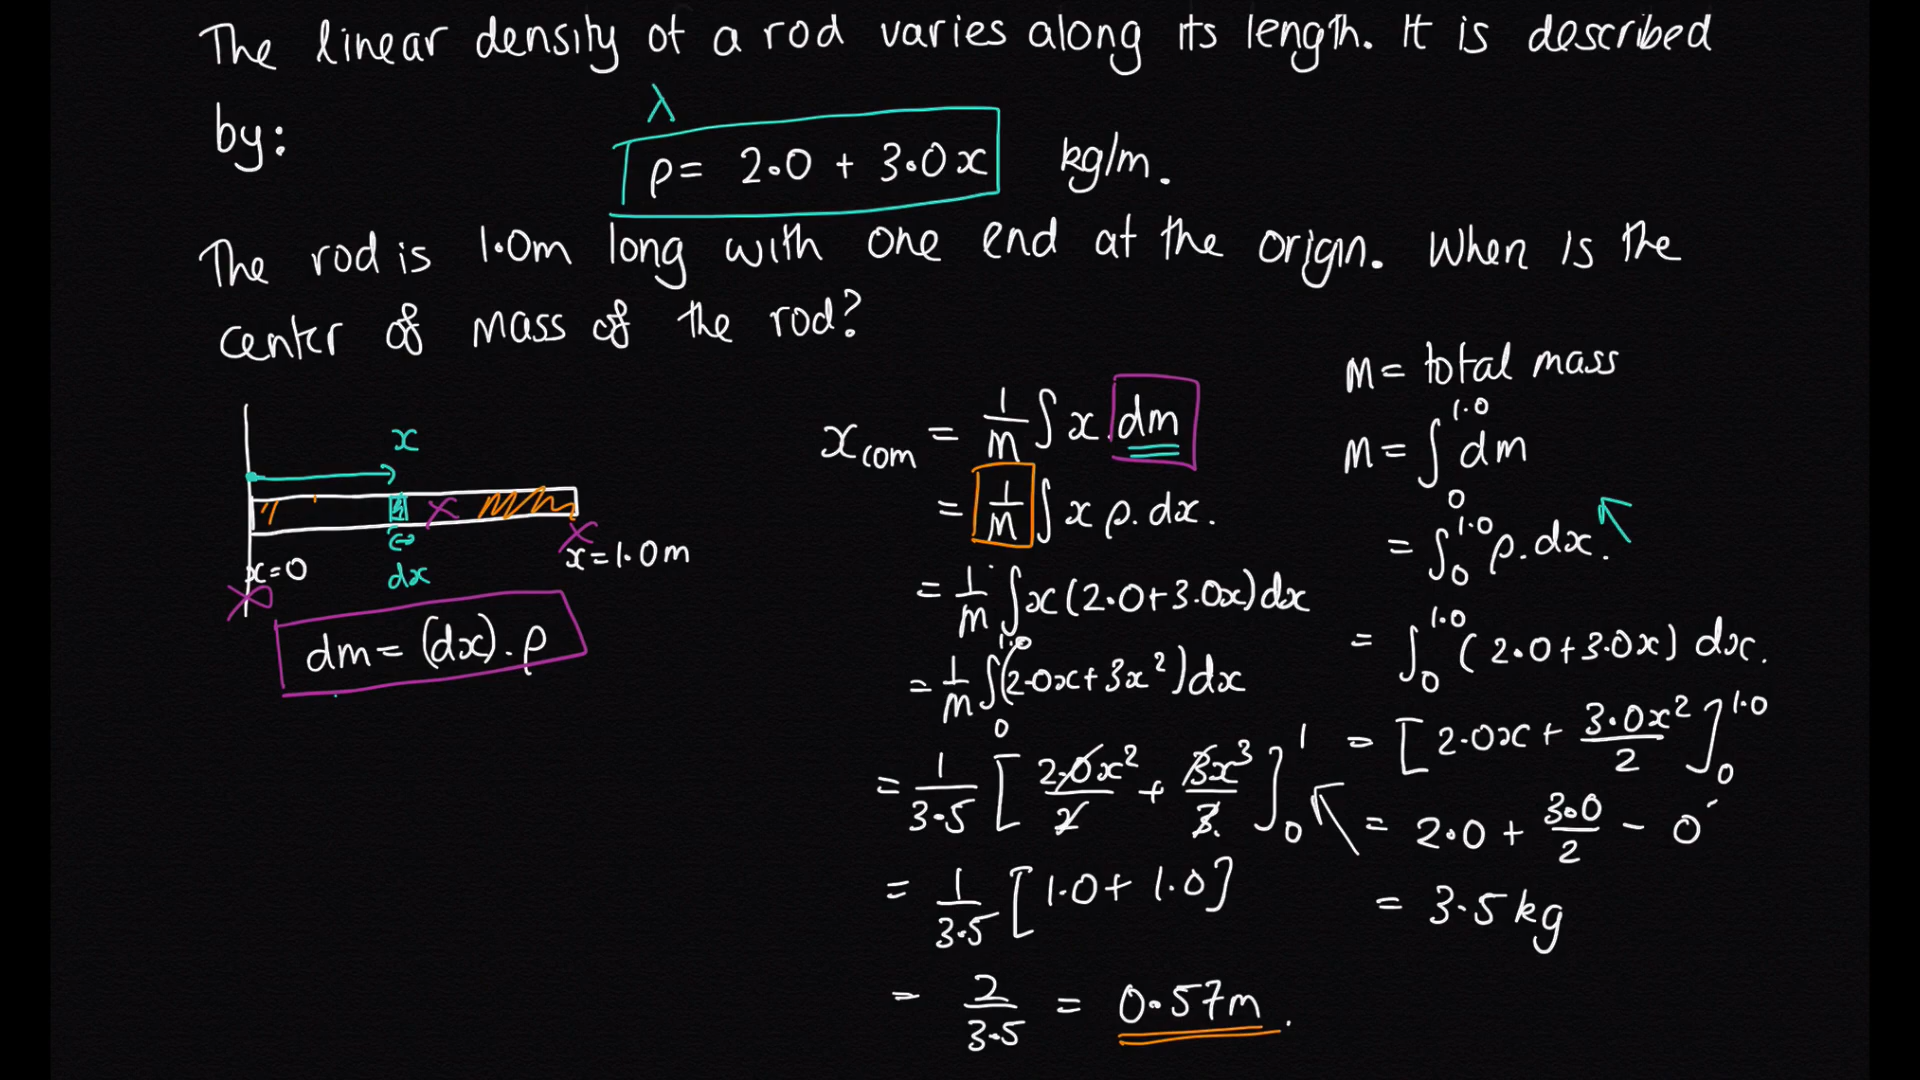 The linear density of a rod varies along its length. It is described
by:
λ
ρ = 2.0 + 3.0x kg/m.
The rod is 1.0m long with one end at the origin. When is the
center of mass of the rod?
x
x=0
dx
x=1.0m
dm = (dx).ρ
x_com = 1/M ∫ x.dm
= 1/M ∫ x ρ.dx.
= 1/M ∫ x(2.0+3.0x)dx
= 1/M ∫_0^1.0 (2.0x+3x²)dx
= 1/3.5 [2.0x²/2 + 3x³/3.]_0^1
= 1/3.5 [1.0+ 1.0]
= 2/3.5 = 0.57m.
M = total mass
M = ∫_0^1.0 dm
= ∫_0^1.0 ρ.dx.
= ∫_0^1.0 (2.0+3.0x) dx.
= [2.0x + 3.0x²/2]_0^1.0
= 2.0 + 3.0/2 - 0
= 3.5 kg